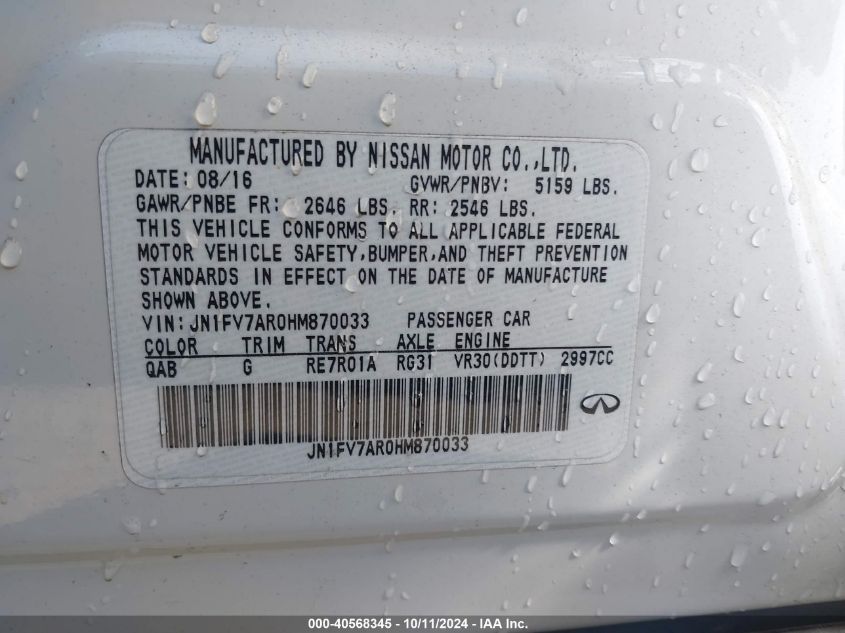 MANUFACTURED BY NISSAN MOTOR CO.,LTD.
DATE: 08/16 GVWR/PNBV: 5159 LBS.
GAWR/PNBE FR: 2646 LBS. RR: 2546 LBS.
THIS VEHICLE CONFORMS TO ALL APPLICABLE FEDERAL
MOTOR VEHICLE SAFETY,BUMPER,AND THEFT PREVENTION
STANDARDS IN EFFECT ON THE DATE OF MANUFACTURE
SHOWN ABOVE.
VIN:JN1FV7AR0HM870033 PASSENGER CAR
COLOR TRIM TRANS AXLE ENGINE
QAB G RE7R01A RG31 VR30(DDTT) 2997CC
JN1FV7AR0HM870033
000-40568345 - 10/11/2024 - IAA Inc.